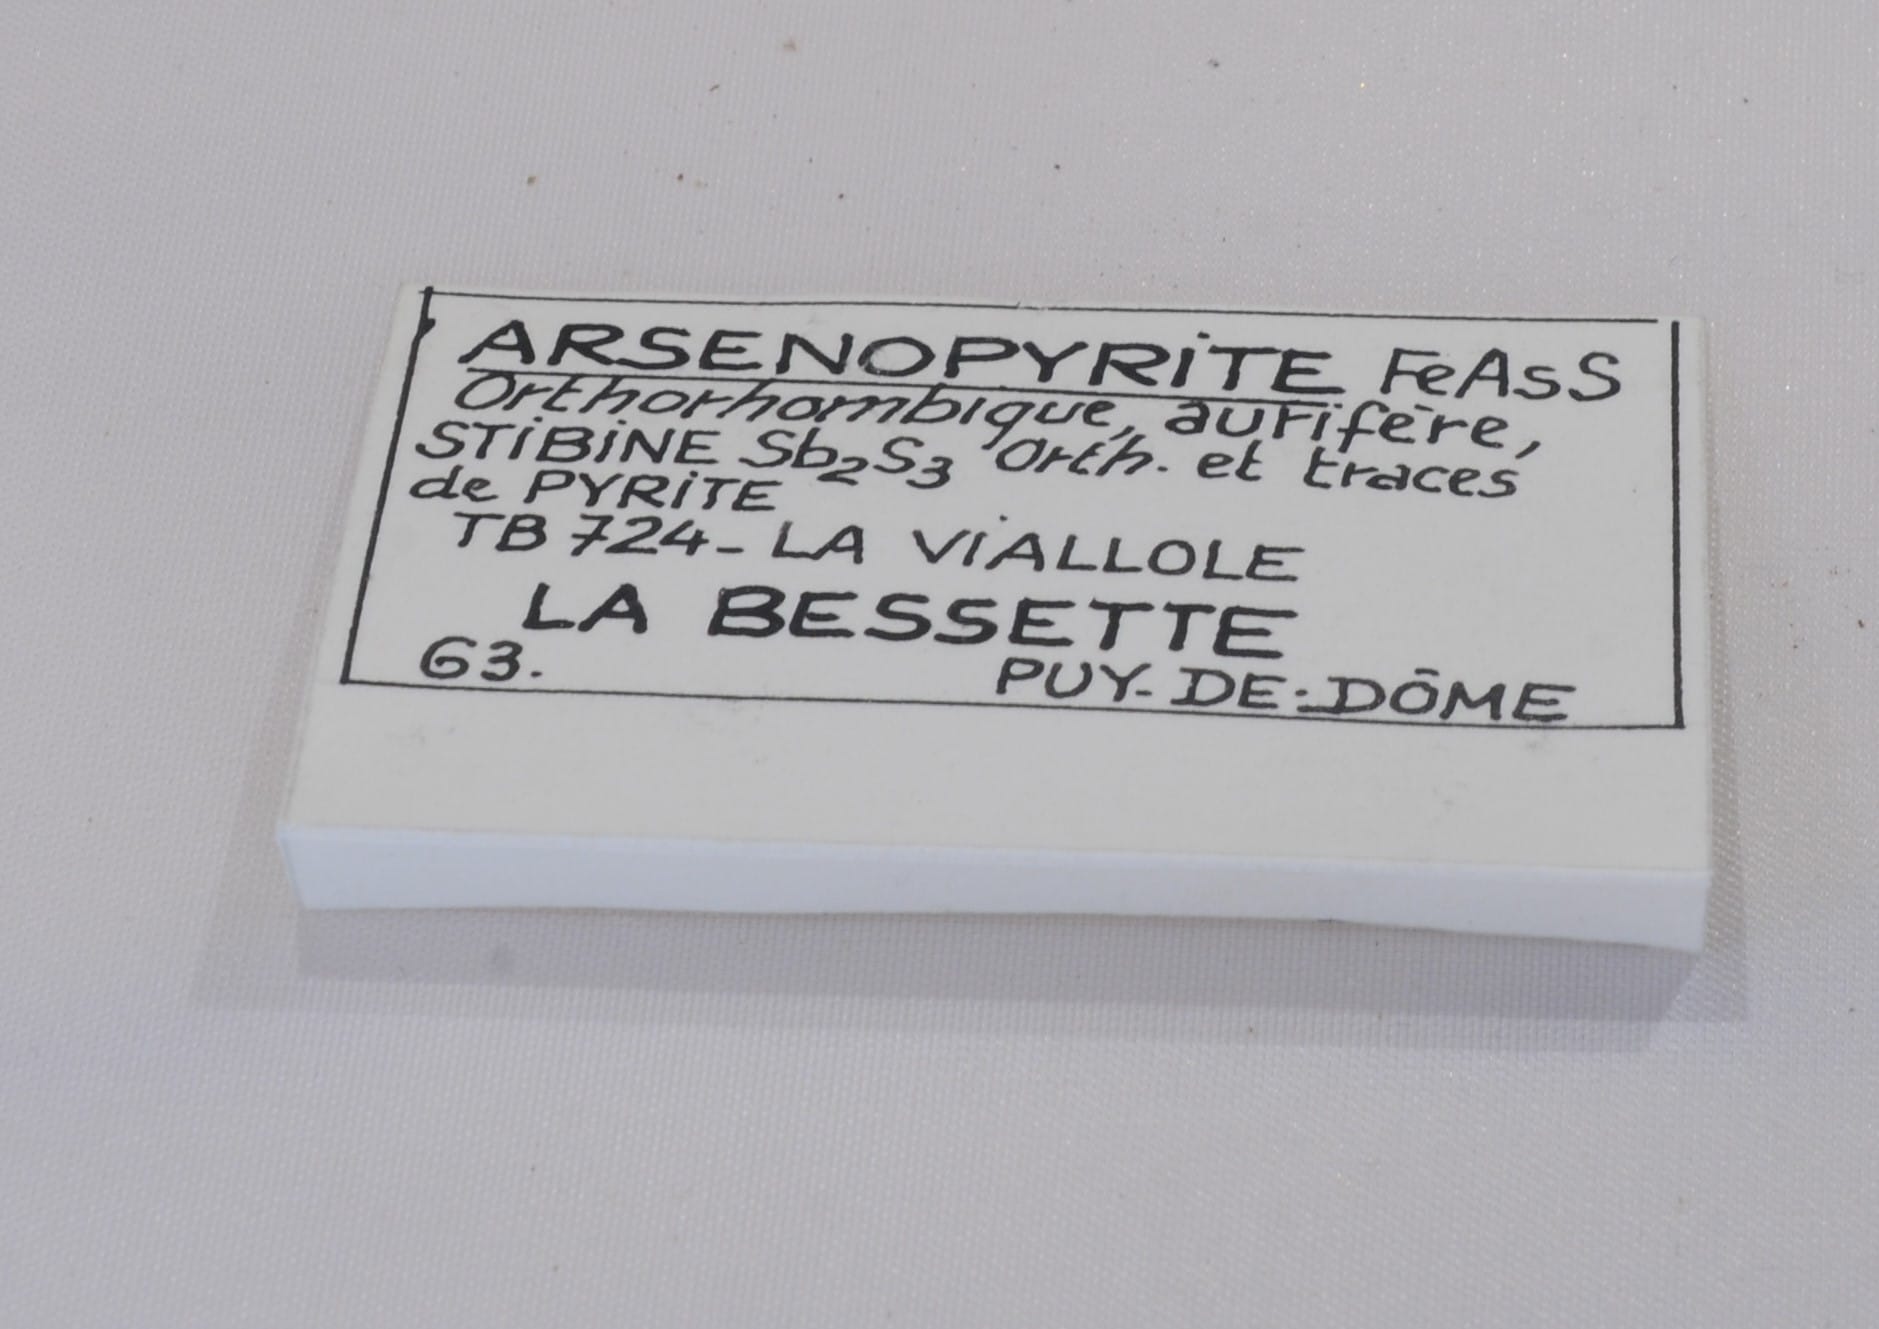 ARSENOPYRiTE FeAsS
Orthorhombique, aurifère,
STiBiNE Sb₂S₃ Orth. et traces
de PYRiTE
TB 724 - LA ViALLOLE
LA BESSETTE
63. PUY-DE-DÔME